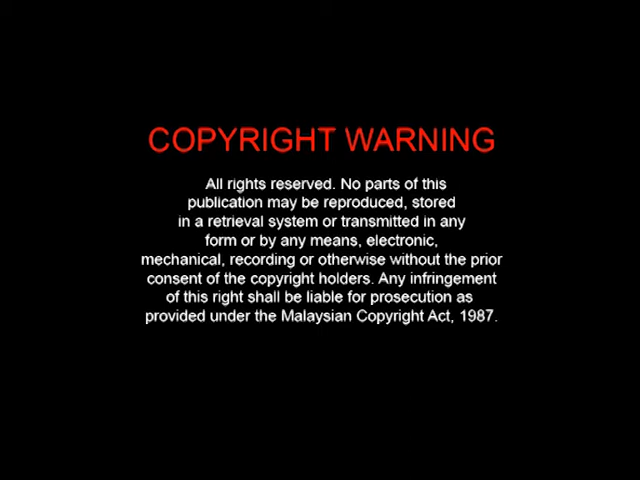 COPYRIGHT WARNING
All rights reserved. No parts of this
publication may be reproduced, stored
in a retrieval system or transmitted in any
form or by any means, electronic,
mechanical, recording or otherwise without the prior
consent of the copyright holders. Any infringement
of this right shall be liable for prosecution as
provided under the Malaysian Copyright Act, 1987.